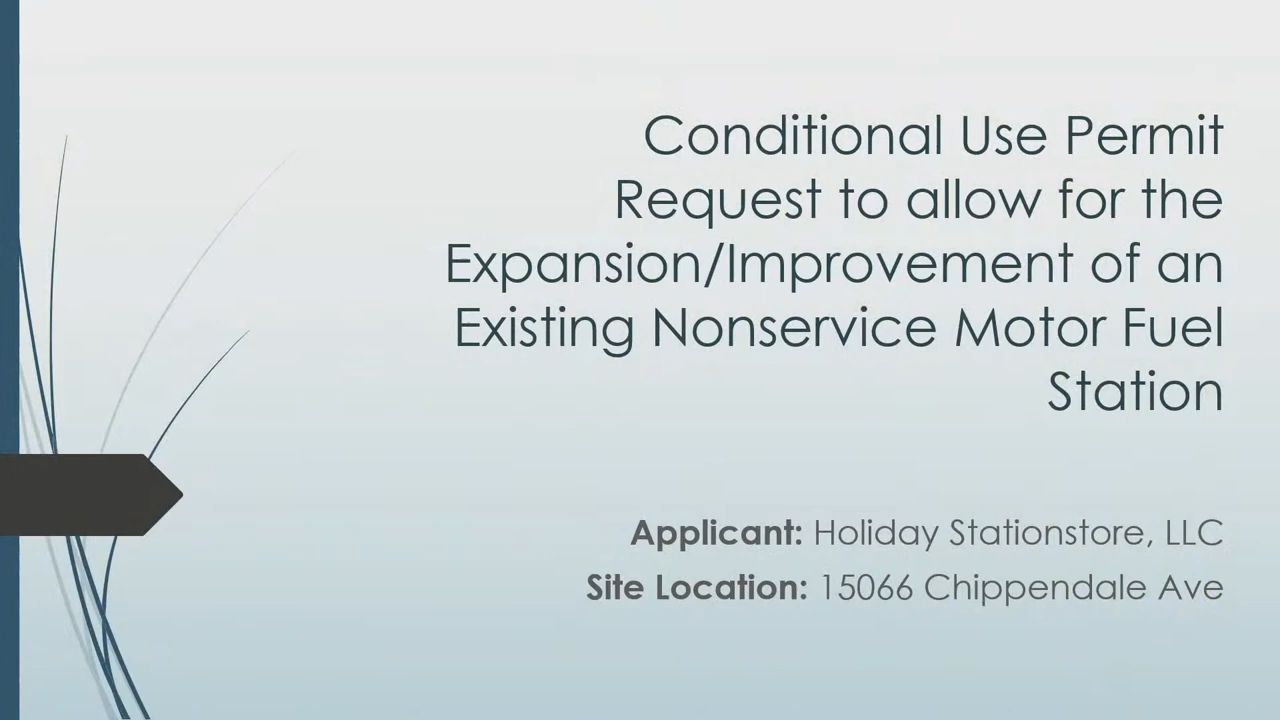 Conditional Use Permit
Request to allow for the
Expansion/Improvement of an
Existing Nonservice Motor Fuel
Station
Applicant: Holiday Stationstore, LLC
Site Location: 15066 Chippendale Ave